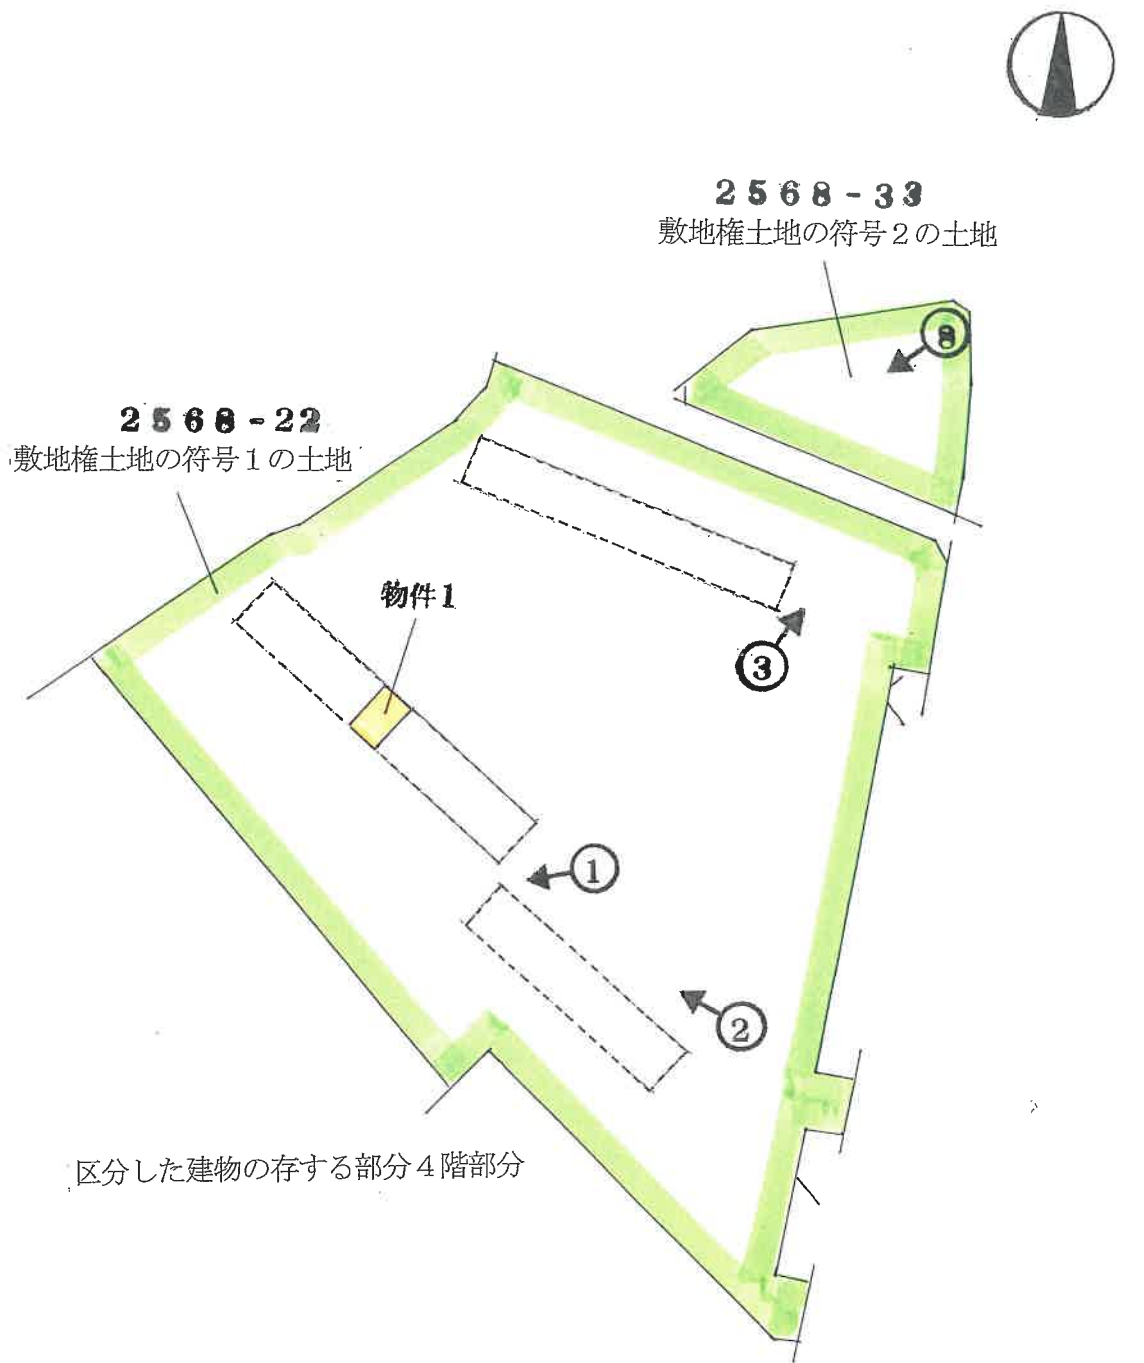 ２５６８-３３
敷地権土地の符号２の土地
⑧
２５６８-２２
敷地権土地の符号１の土地
物件１
③
①
②
区分した建物の存する部分４階部分